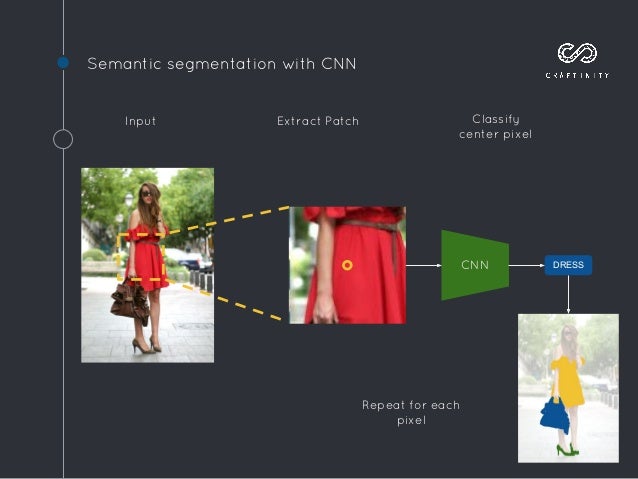 Semantic segmentation with CNN
CRAFTINITY
Input
Extract Patch
Classify
center pixel
CNN
DRESS
Repeat for each
pixel